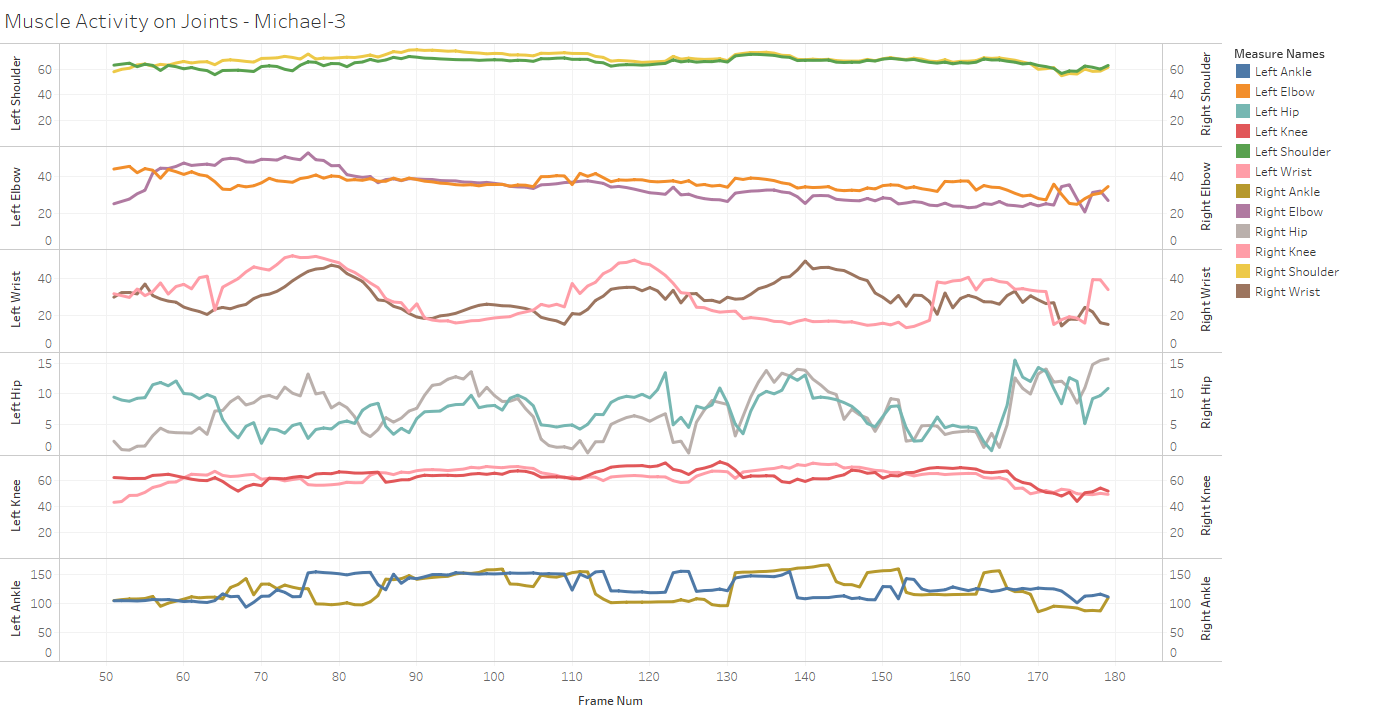 Muscle Activity on Joints - Michael-3
Left Shoulder
60
40
20
60
40
20
Right Shoulder
Left Elbow
40
20
0
40
20
0
Right Elbow
Left Wrist
40
20
0
40
20
0
Right Wrist
Left Hip
15
10
5
0
15
10
5
0
Right Hip
Left Knee
60
40
20
60
40
20
Right Knee
Left Ankle
150
100
50
0
150
100
50
0
Right Ankle
50 60 70 80 90 100 110 120 130 140 150 160 170 180
Frame Num
Measure Names
Left Ankle
Left Elbow
Left Hip
Left Knee
Left Shoulder
Left Wrist
Right Ankle
Right Elbow
Right Hip
Right Knee
Right Shoulder
Right Wrist